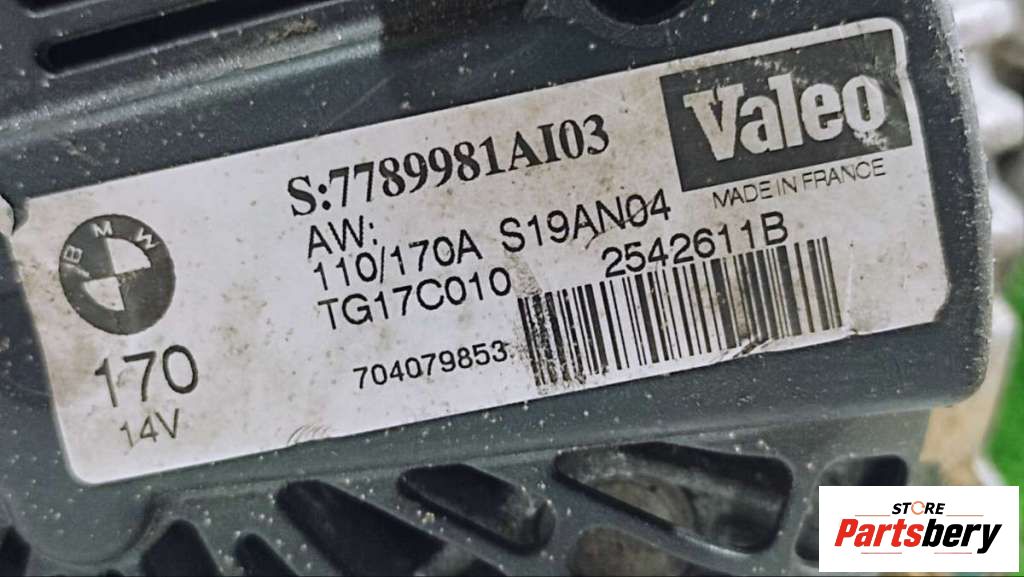 Valeo
MADE IN FRANCE
S:7789981AI03
AW:
110/170A S19AN04
TG17C010 2542611B
704079853
BMW
170
14V
STORE
Partsbery